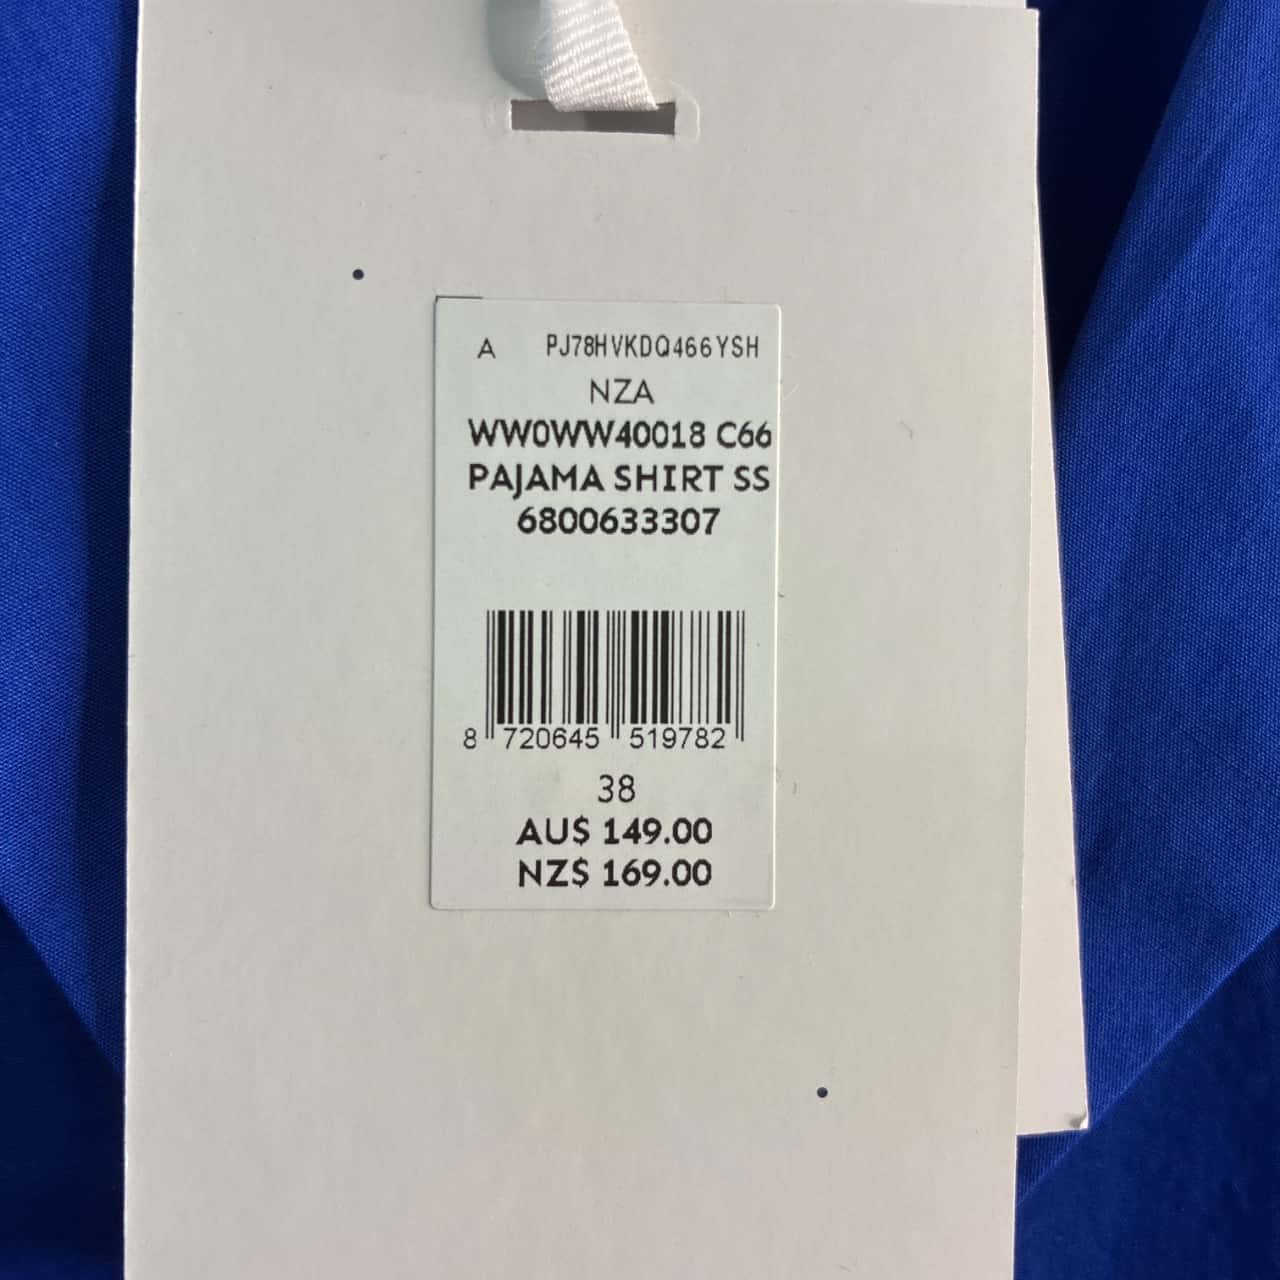 A PJ78HVKDQ466YSH
NZA
WW0WW40018 C66
PAJAMA SHIRT SS
6800633307
8 720645 519782
38
AU$ 149.00
NZ$ 169.00